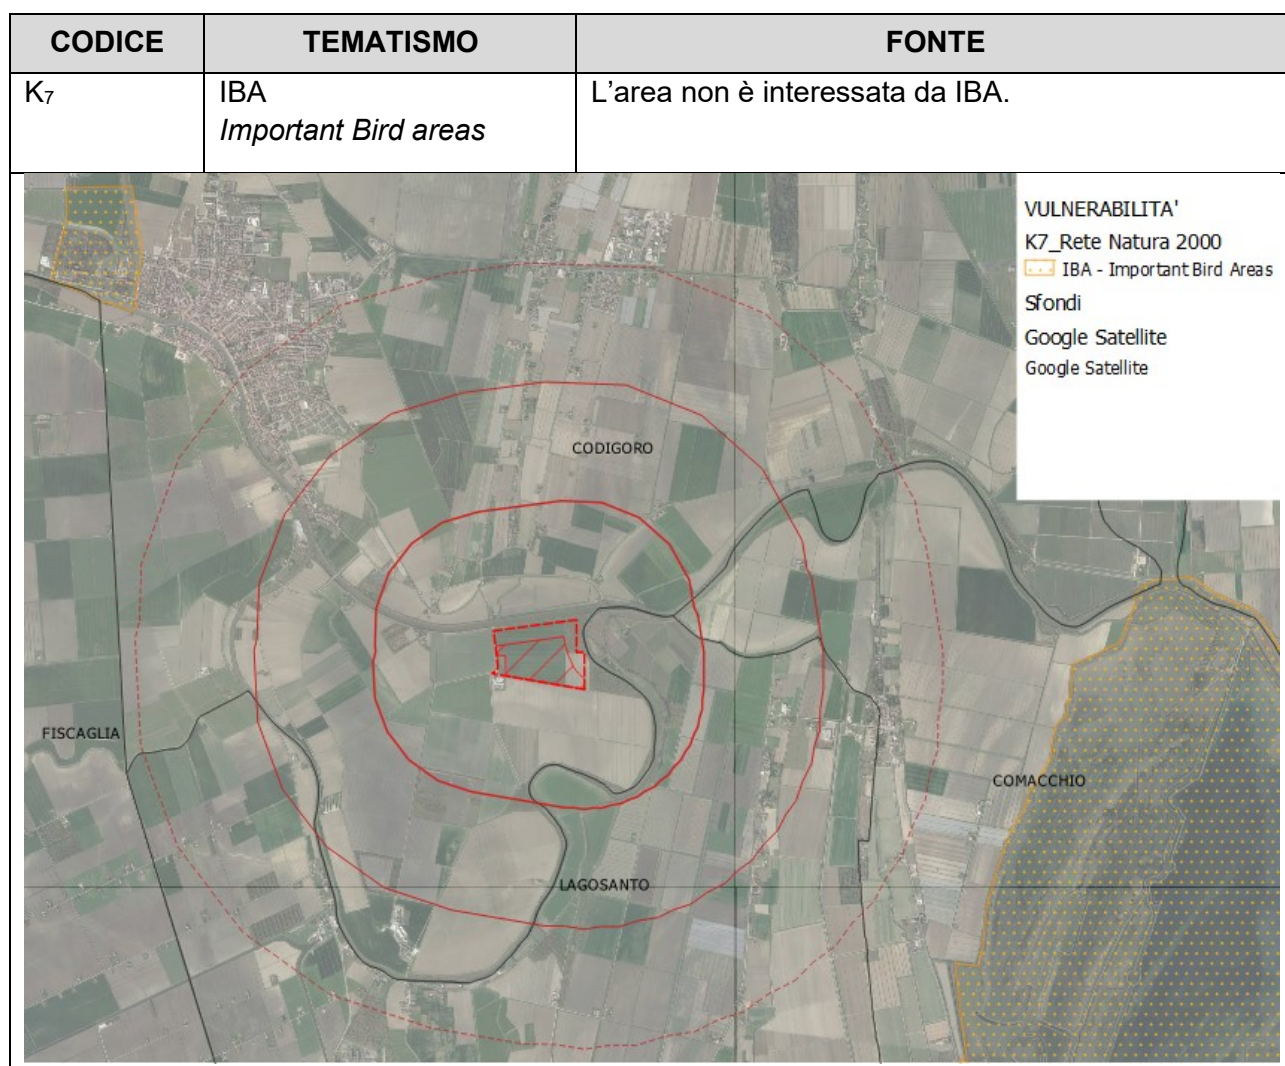 CODICE
TEMATISMO
FONTE
K7
IBA
Important Bird areas
L'area non è interessata da IBA.
VULNERABILITA'
K7_Rete Natura 2000
IBA - Important Bird Areas
Sfondi
Google Satellite
Google Satellite
CODIGORO
FISCAGLIA
COMACCHIO
LAGOSANTO